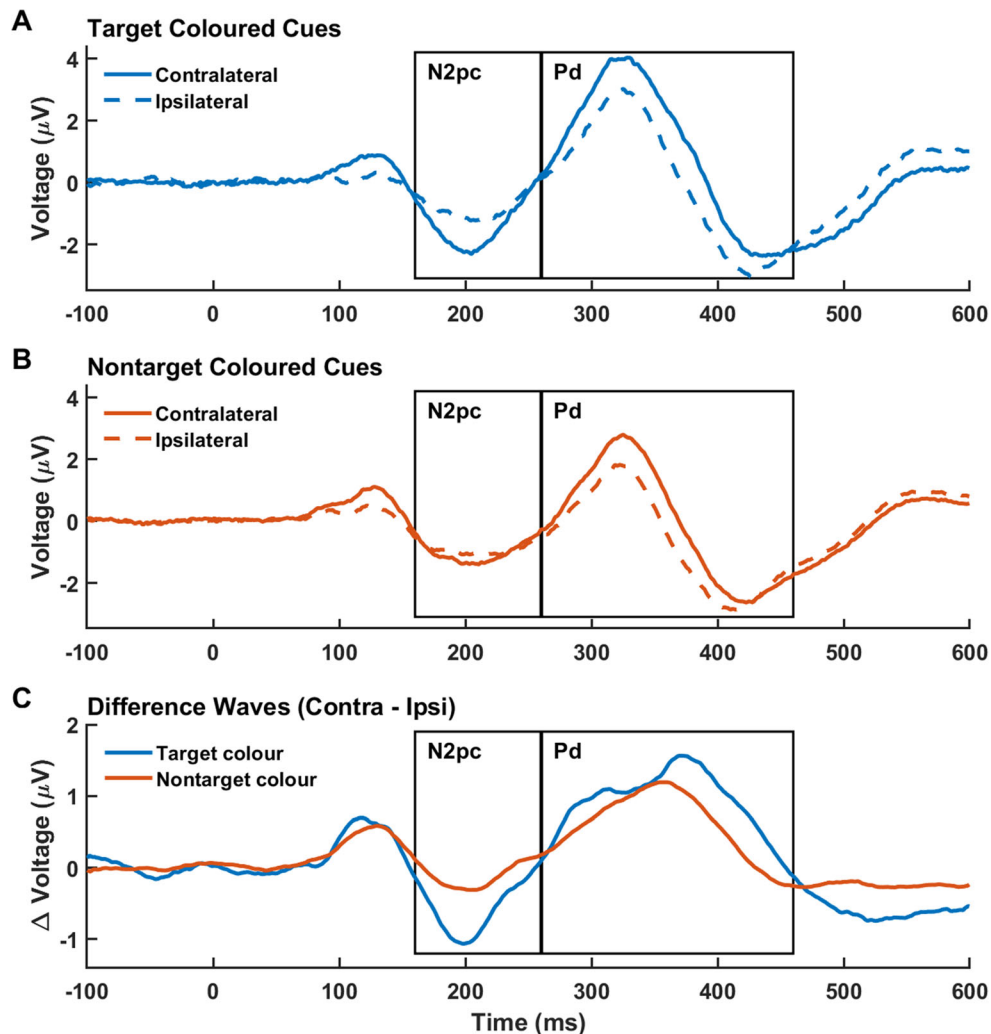 A
Target Coloured Cues
4
2
0
-2
Voltage (μV)
Contralateral
Ipsilateral
N2pc
Pd
-100 0 100 200 300 400 500 600
B
Nontarget Coloured Cues
4
2
0
-2
Voltage (μV)
Contralateral
Ipsilateral
N2pc
Pd
-100 0 100 200 300 400 500 600
C
Difference Waves (Contra - Ipsi)
2
1
0
-1
Δ Voltage (μV)
Target colour
Nontarget colour
N2pc
Pd
-100 0 100 200 300 400 500 600
Time (ms)